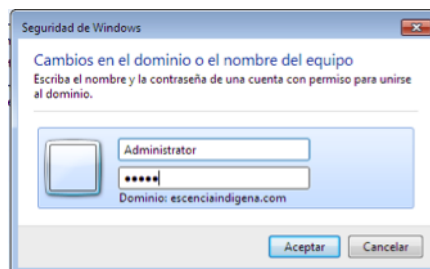 Seguridad de Windows
Cambios en el dominio o el nombre del equipo
Escriba el nombre y la contraseña de una cuenta con permiso para unirse
al dominio.
Administrator
•••••
Dominio: escenciaindigena.com
Aceptar
Cancelar